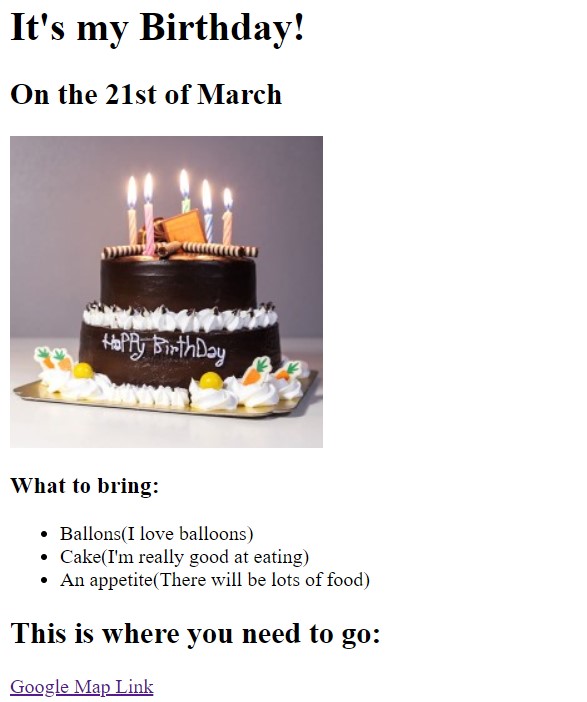 It's my Birthday!
On the 21st of March
HaPPy BirthDay
What to bring:
Ballons(I love balloons)
Cake(I'm really good at eating)
An appetite(There will be lots of food)
This is where you need to go:
Google Map Link